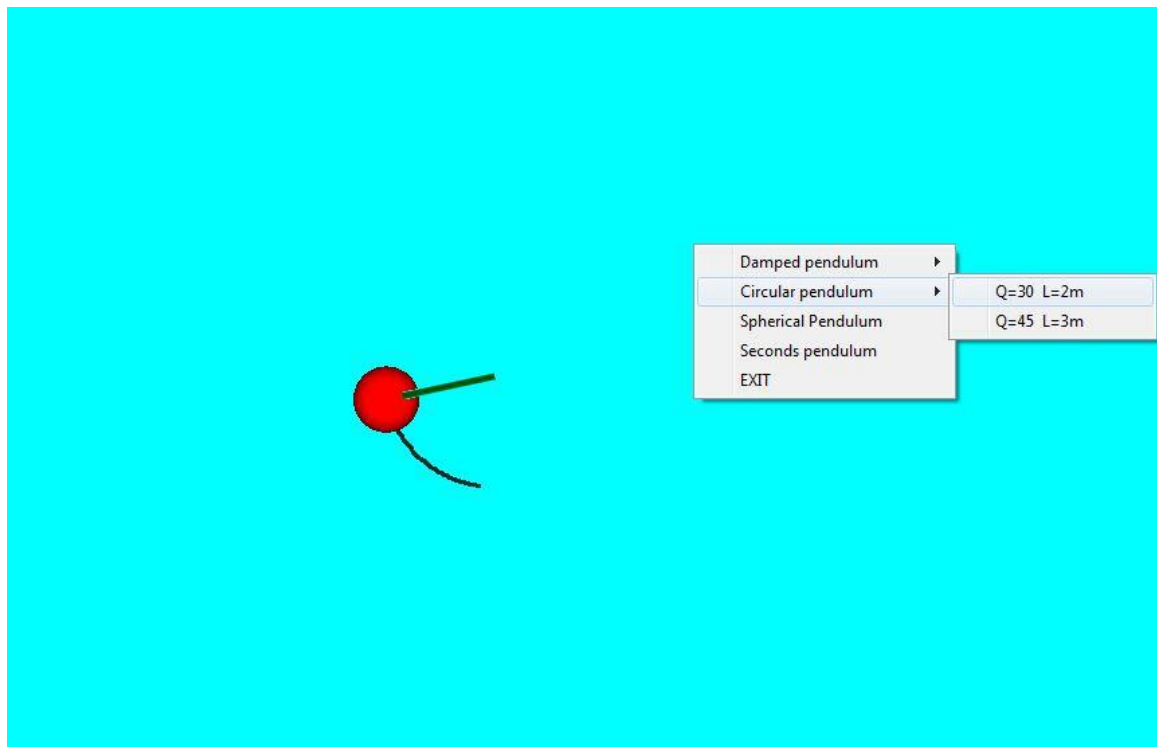 Damped pendulum
Circular pendulum
Q=30 L=2m
Q=45 L=3m
Spherical Pendulum
Seconds pendulum
EXIT